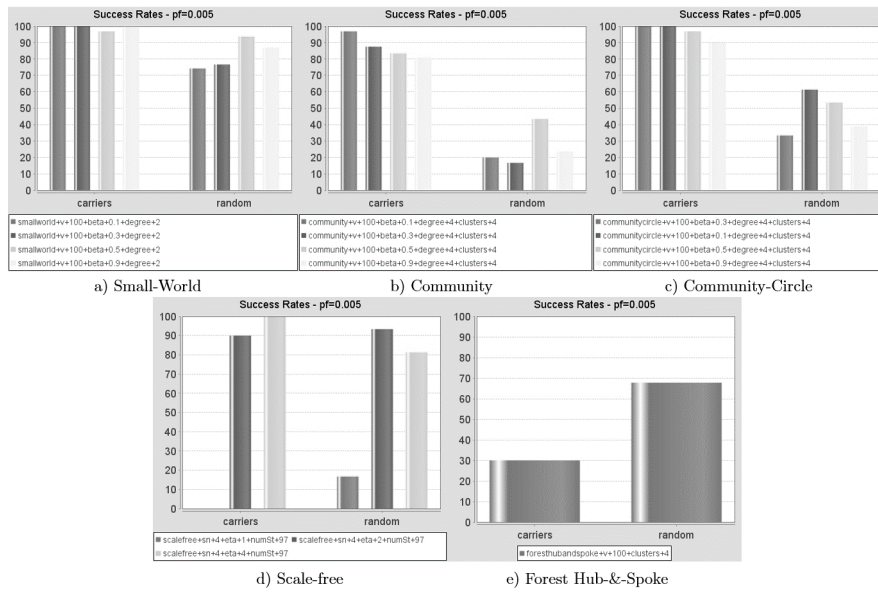 Success Rates - pf=0.005
100
90
80
70
60
50
40
30
20
10
0
carriers
random
smallworld+v+100+beta+0.1+degree+2
smallworld+v+100+beta+0.3+degree+2
smallworld+v+100+beta+0.5+degree+2
smallworld+v+100+beta+0.9+degree+2
a) Small-World
Success Rates - pf=0.005
100
90
80
70
60
50
40
30
20
10
0
carriers
random
community+v+100+beta+0.1+degree+4+clusters+4
community+v+100+beta+0.3+degree+4+clusters+4
community+v+100+beta+0.5+degree+4+clusters+4
community+v+100+beta+0.9+degree+4+clusters+4
b) Community
Success Rates - pf=0.005
100
90
80
70
60
50
40
30
20
10
0
carriers
random
communitycircle+v+100+beta+0.3+degree+4+clusters+4
communitycircle+v+100+beta+0.1+degree+4+clusters+4
communitycircle+v+100+beta+0.5+degree+4+clusters+4
communitycircle+v+100+beta+0.9+degree+4+clusters+4
c) Community-Circle
Success Rates - pf=0.005
100
90
80
70
60
50
40
30
20
10
0
carriers
random
scalefree+sn+4+eta+1+numSt+97 scalefree+sn+4+eta+2+numSt+97
scalefree+sn+4+eta+4+numSt+97
d) Scale-free
Success Rates - pf=0.005
100
90
80
70
60
50
40
30
20
10
0
carriers
random
foresthubandspoke+v+100+clusters+4
e) Forest Hub-&-Spoke